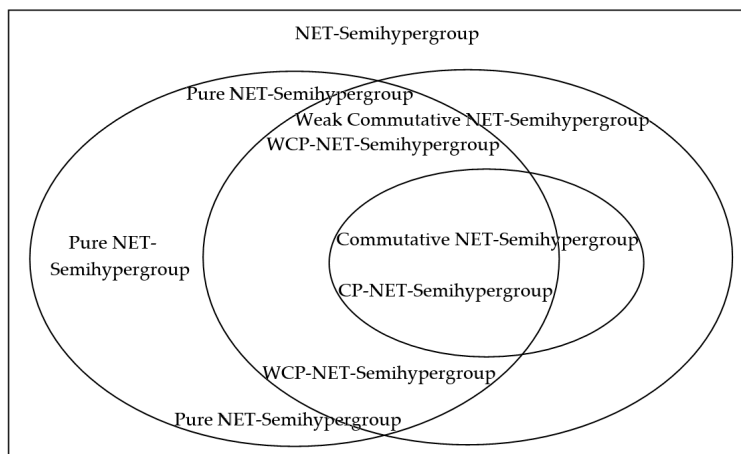 NET-Semihypergroup
Pure NET-Semihypergroup
Weak Commutative NET-Semihypergroup
WCP-NET-Semihypergroup
Pure NET-
Semihypergroup
Commutative NET-Semihypergroup
CP-NET-Semihypergroup
WCP-NET-Semihypergroup
Pure NET-Semihypergroup